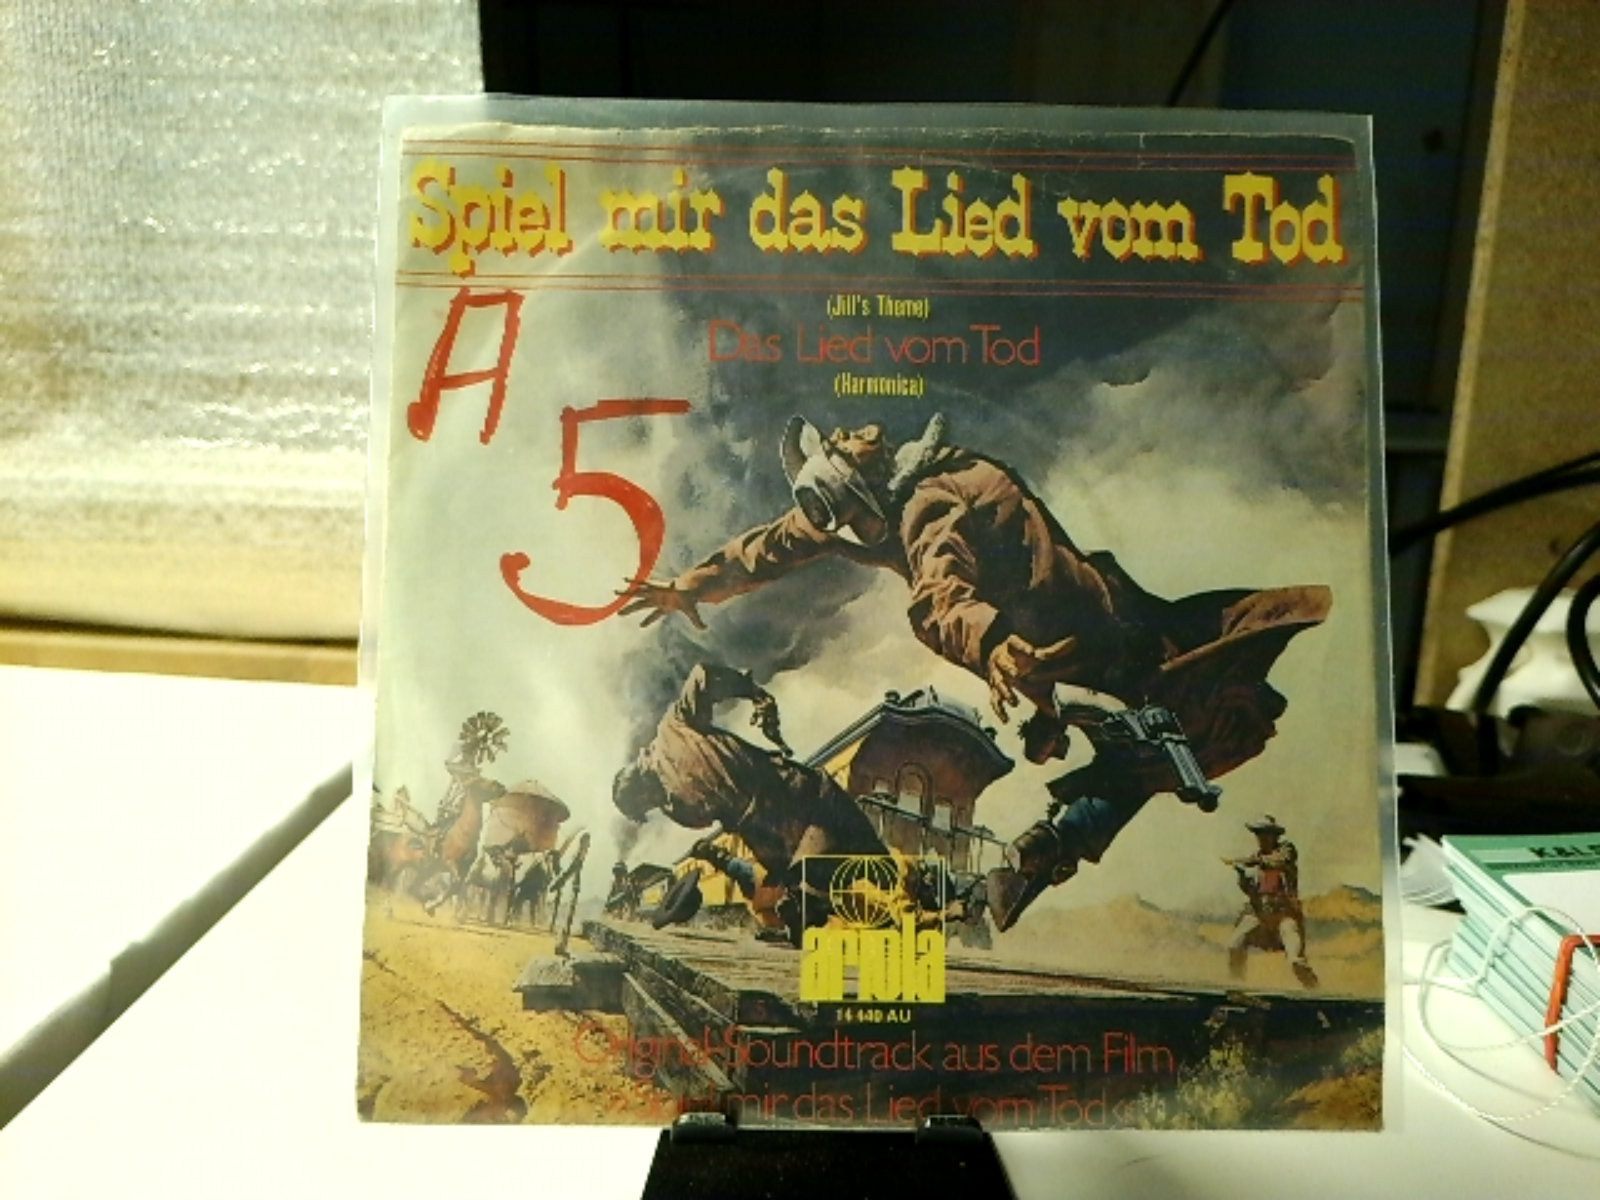 Spiel mir das Lied vom Tod
(Jill's Theme)
Das Lied vom Tod
(Harmonica)
A
5
ariola
14 440 AU
Original-Soundtrack aus dem Film
»Spiel mir das Lied vom Tod«